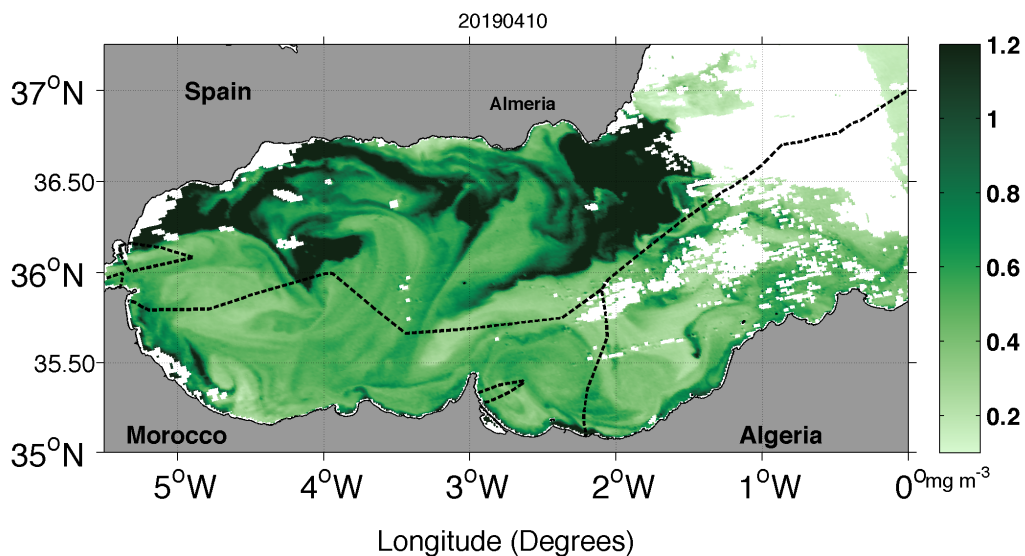 20190410
Spain
Almeria
Morocco
Algeria
37°N
36.50
36°N
35.50
35°N
5°W
4°W
3°W
2°W
1°W
0°
Longitude (Degrees)
1.2
1
0.8
0.6
0.4
0.2
mg m⁻³